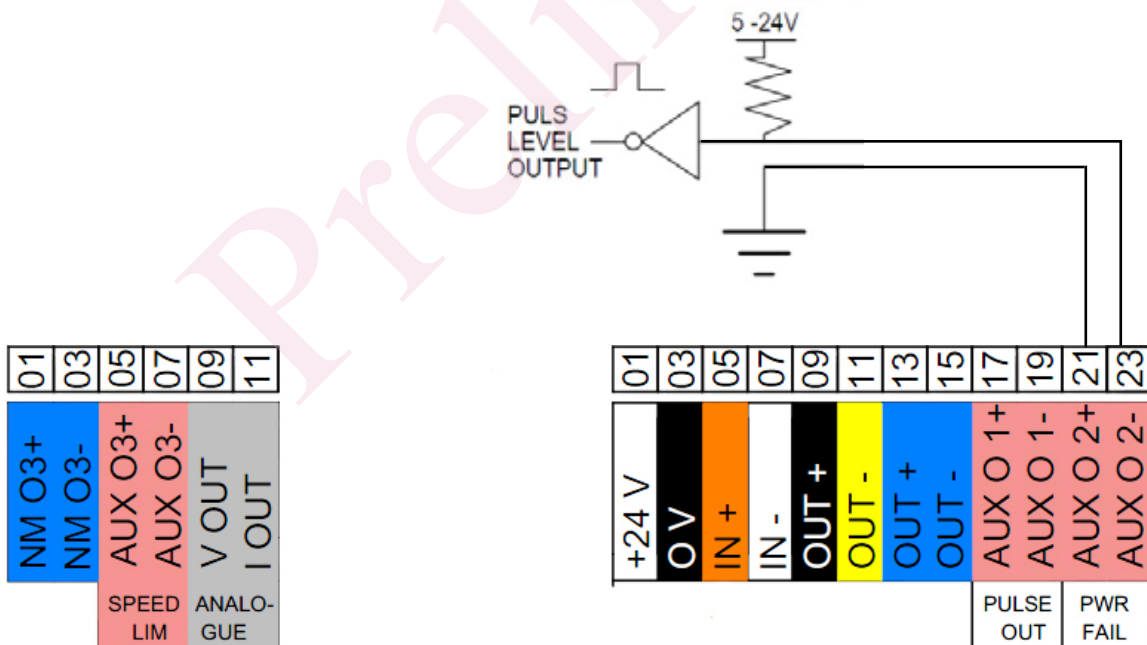 Prelim
5 -24V
PULS
LEVEL
OUTPUT
01 03 05 07 09 11
NM O3+
NM O3-
AUX O3+
AUX O3-
V OUT
I OUT
SPEED
LIM
ANALO-
GUE
01 03 05 07 09 11 13 15 17 19 21 23
+24 V
O V
IN +
IN -
OUT +
OUT -
OUT +
OUT -
AUX O 1+
AUX O 1-
AUX O 2+
AUX O 2-
PULSE
OUT
PWR
FAIL